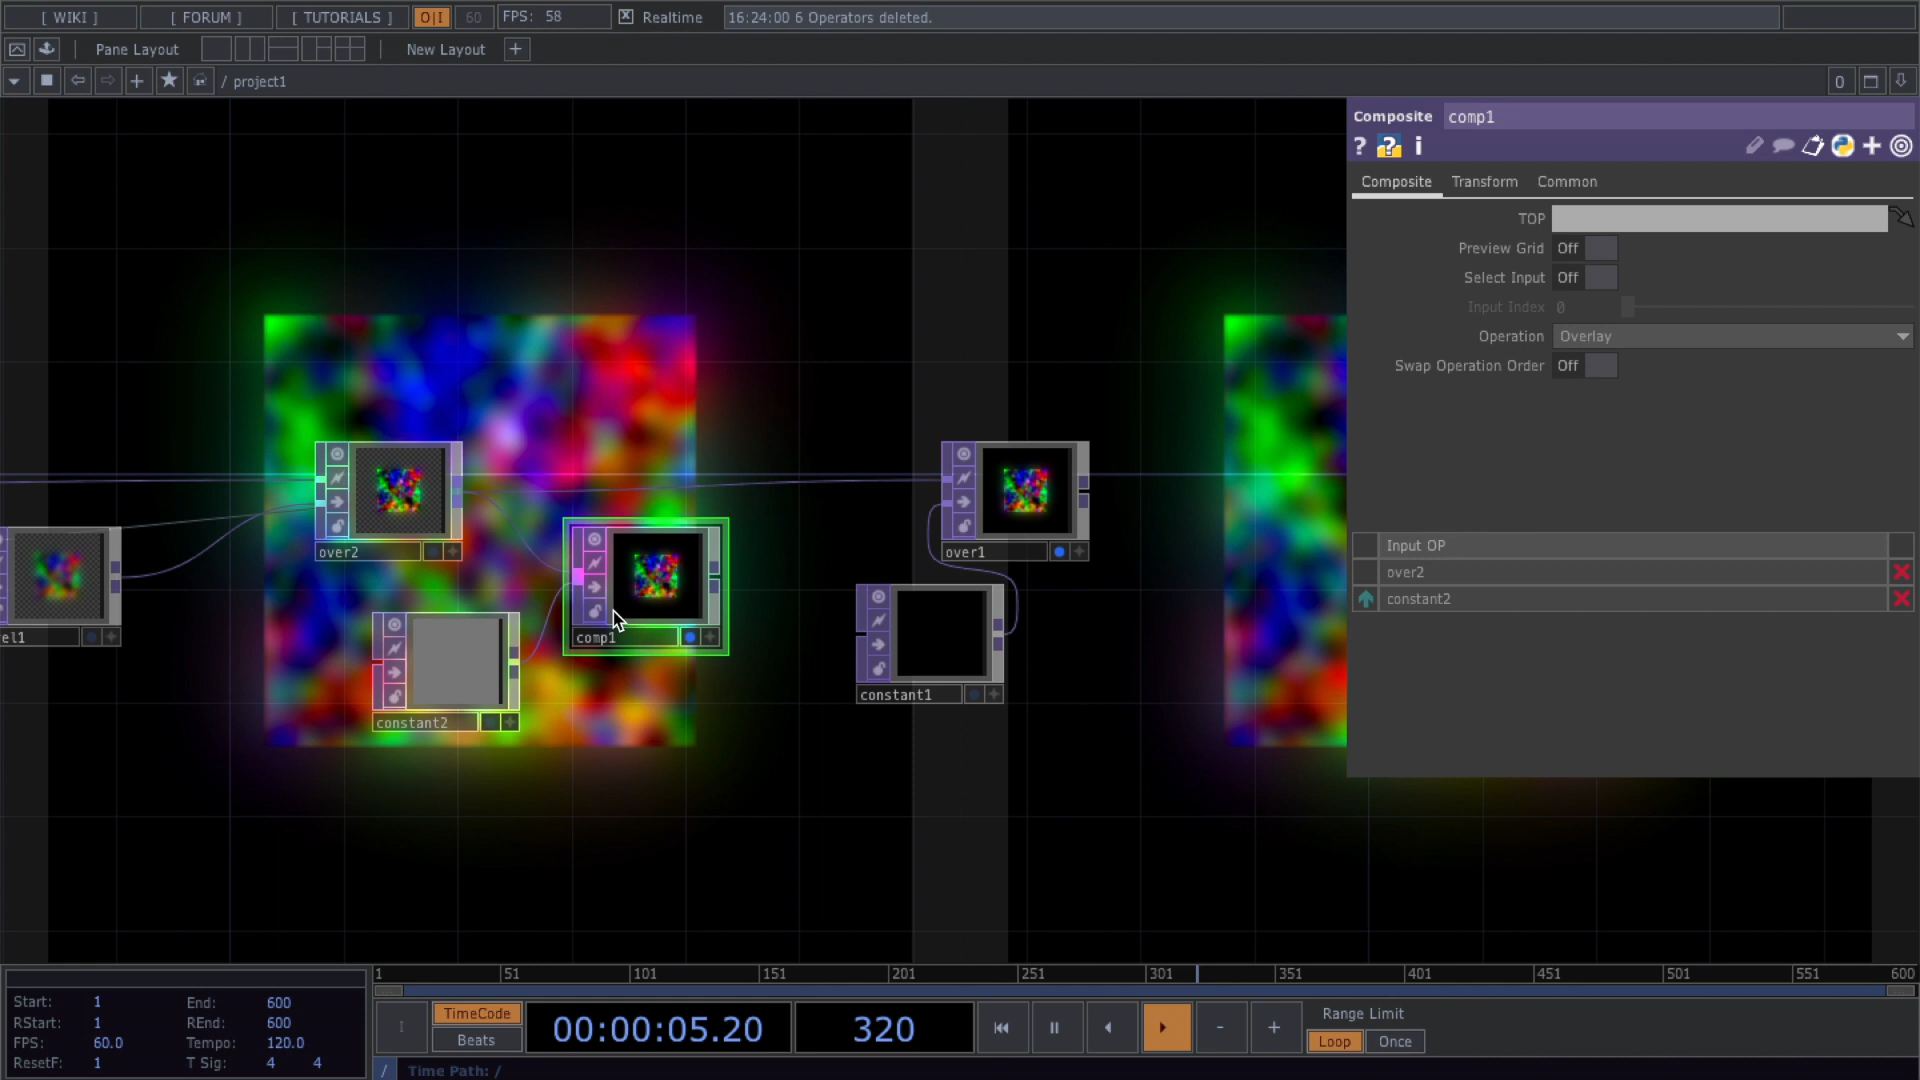 [ WIKI ] [ FORUM ] [ TUTORIALS ] O|I 60 FPS: 58 Realtime 16:24:00 6 Operators deleted.
Pane Layout New Layout +
/ project1 0
Composite comp1
? ? i
Composite Transform Common
TOP
Preview Grid Off
Select Input Off
Input Index 0
Operation Overlay
Swap Operation Order Off
Input OP
over2
constant2
over2
over1
el1
comp1
constant1
constant2
1 51 101 151 201 251 301 351 401 451 501 551 600
Start: 1 End: 600
RStart: 1 REnd: 600
FPS: 60.0 Tempo: 120.0
ResetF: 1 T Sig: 4 4
TimeCode
Beats
00:00:05.20
320
- +
Range Limit
Loop Once
/ Time Path: /